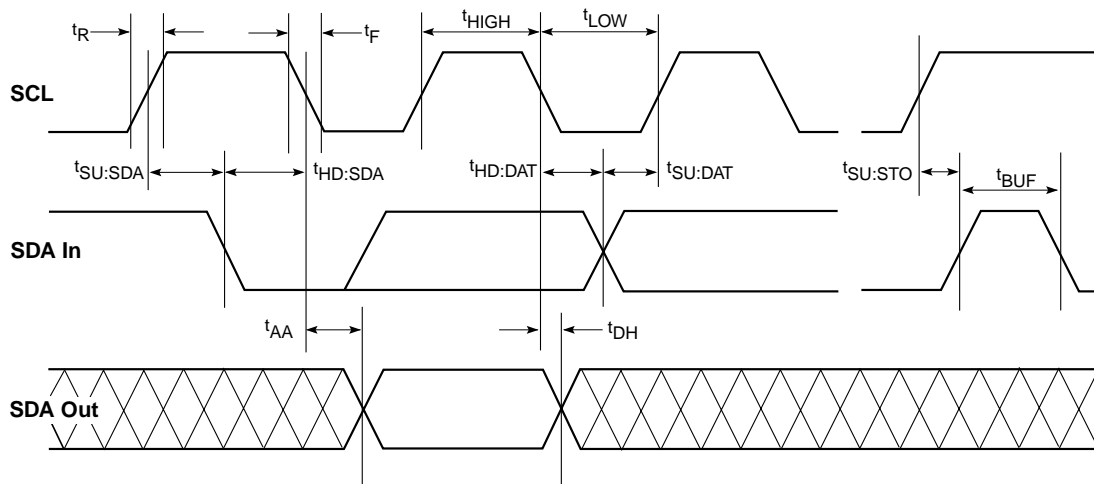 tR
tF
tHIGH
tLOW
SCL
tSU:SDA
tHD:SDA
tHD:DAT
tSU:DAT
tSU:STO
tBUF
SDA In
tAA
tDH
SDA Out